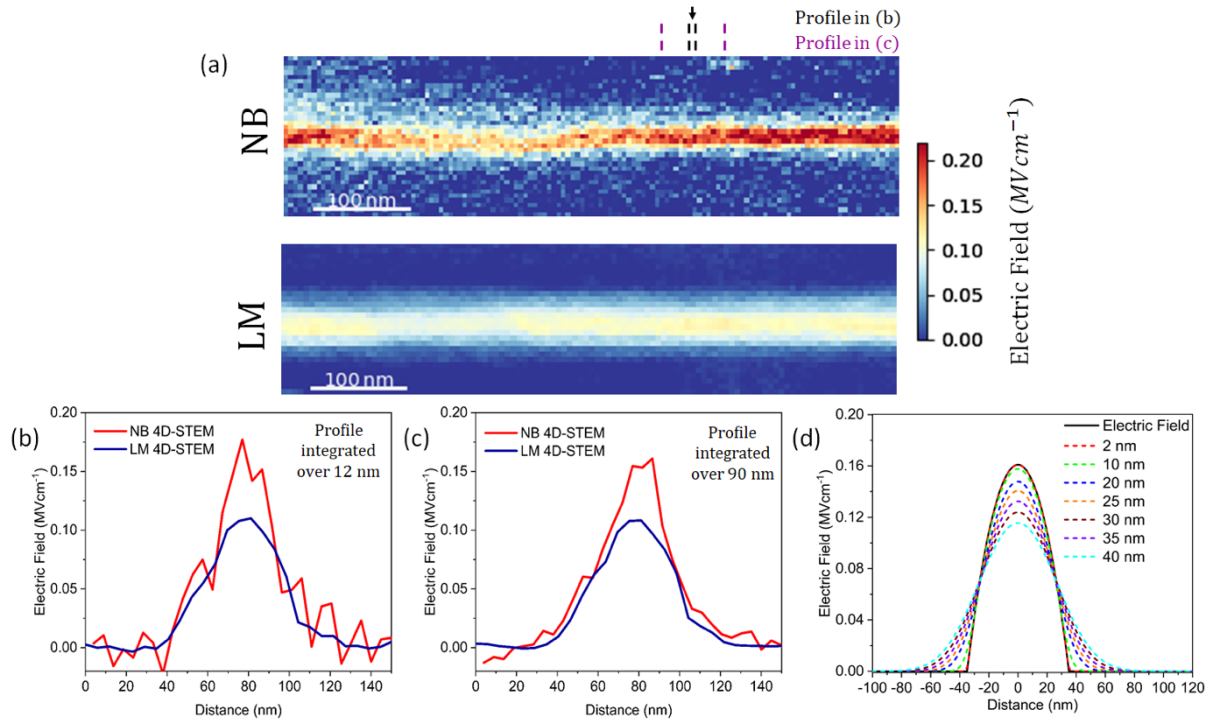 Profile in (b)
Profile in (c)
(a)
NB
100 nm
LM
100 nm
0.20
0.15
0.10
0.05
0.00
Electric Field (MVcm⁻¹)
(b)
0.20
0.15
0.10
0.05
0.00
Electric Field (MVcm⁻¹)
NB 4D-STEM
LM 4D-STEM
Profile
integrated
over 12 nm
0 20 40 60 80 100 120 140
Distance (nm)
(c)
0.20
0.15
0.10
0.05
0.00
Electric Field (MVcm⁻¹)
NB 4D-STEM
LM 4D-STEM
Profile
integrated
over 90 nm
0 20 40 60 80 100 120 140
Distance (nm)
(d)
0.20
0.16
0.12
0.08
0.04
0.00
Electric Field (MVcm⁻¹)
Electric Field
2 nm
10 nm
20 nm
25 nm
30 nm
35 nm
40 nm
-100 -80 -60 -40 -20 0 20 40 60 80 100 120
Distance (nm)